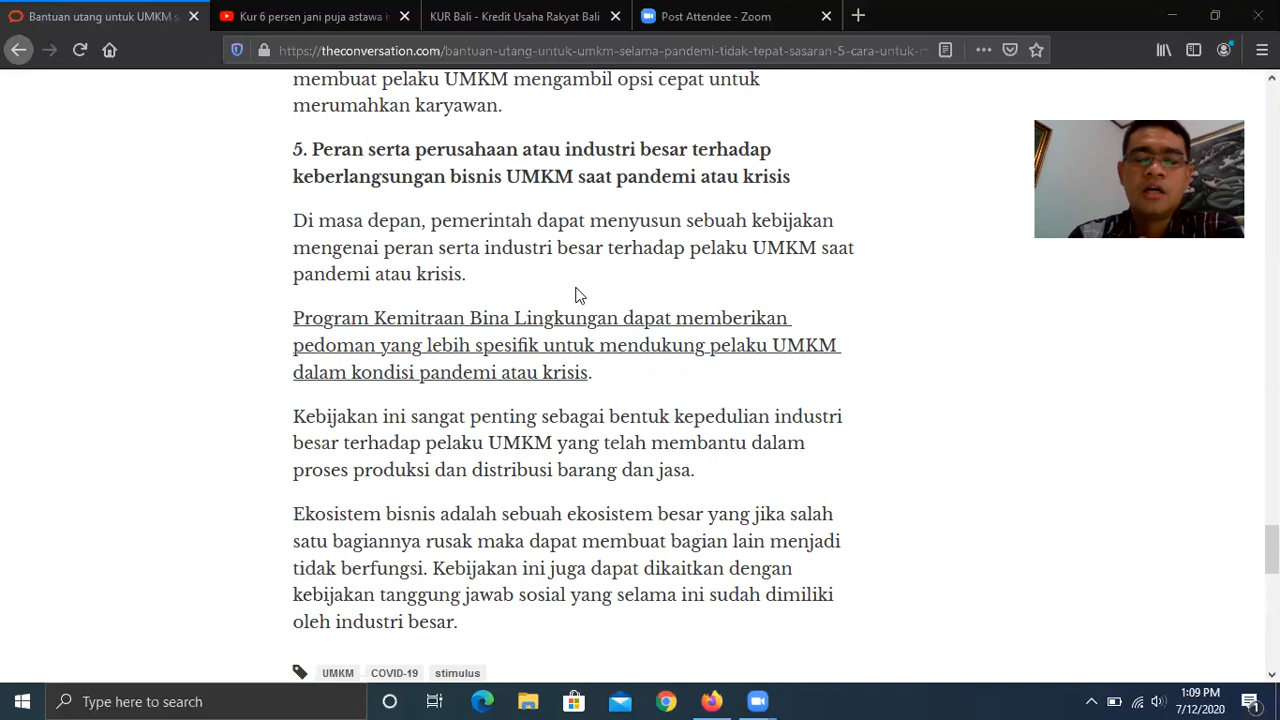 Bantuan utang untuk UMKM s
Kur 6 persen jani puja astawa
KUR Bali - Kredit Usaha Rakyat Bali
Post Attendee - Zoom
https://theconversation.com/bantuan-utang-untuk-umkm-selama-pandemi-tidak-tepat-sasaran-5-cara-untuk-m
membuat pelaku UMKM mengambil opsi cepat untuk
merumahkan karyawan.
5. Peran serta perusahaan atau industri besar terhadap
keberlangsungan bisnis UMKM saat pandemi atau krisis
Di masa depan, pemerintah dapat menyusun sebuah kebijakan
mengenai peran serta industri besar terhadap pelaku UMKM saat
pandemi atau krisis.
Program Kemitraan Bina Lingkungan dapat memberikan
pedoman yang lebih spesifik untuk mendukung pelaku UMKM
dalam kondisi pandemi atau krisis.
Kebijakan ini sangat penting sebagai bentuk kepedulian industri
besar terhadap pelaku UMKM yang telah membantu dalam
proses produksi dan distribusi barang dan jasa.
Ekosistem bisnis adalah sebuah ekosistem besar yang jika salah
satu bagiannya rusak maka dapat membuat bagian lain menjadi
tidak berfungsi. Kebijakan ini juga dapat dikaitkan dengan
kebijakan tanggung jawab sosial yang selama ini sudah dimiliki
oleh industri besar.
UMKM COVID-19 stimulus
Type here to search
1:09 PM
7/12/2020